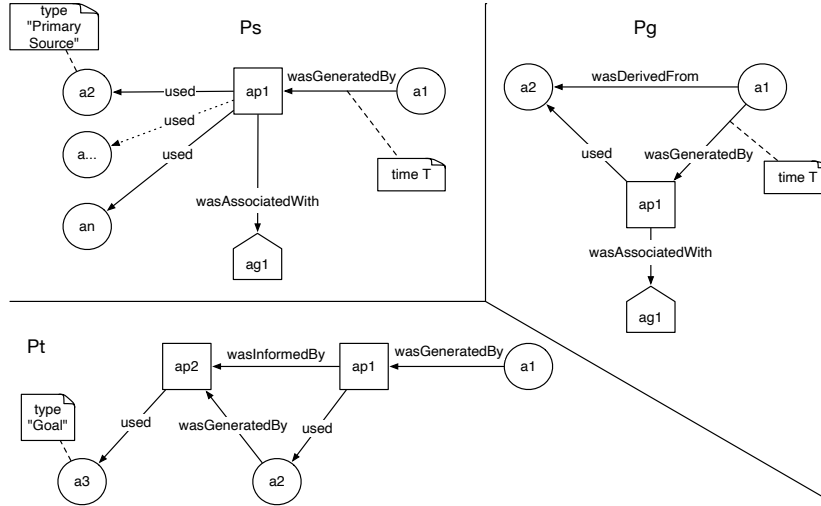 type
"Primary
Source"
Ps
a2
used
ap1
wasGeneratedBy
a1
used
a...
used
time T
an
wasAssociatedWith
ag1
Pg
a2
wasDerivedFrom
a1
used
wasGeneratedBy
time T
ap1
wasAssociatedWith
ag1
Pt
ap2
wasInformedBy
ap1
wasGeneratedBy
a1
type
"Goal"
used
wasGeneratedBy
used
a3
a2